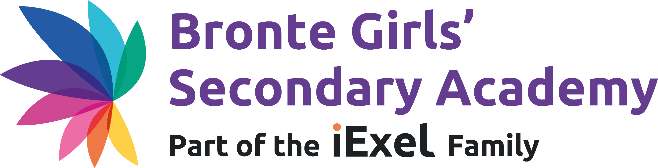 Bronte Girls’
Secondary Academy
Part of the iExel Family